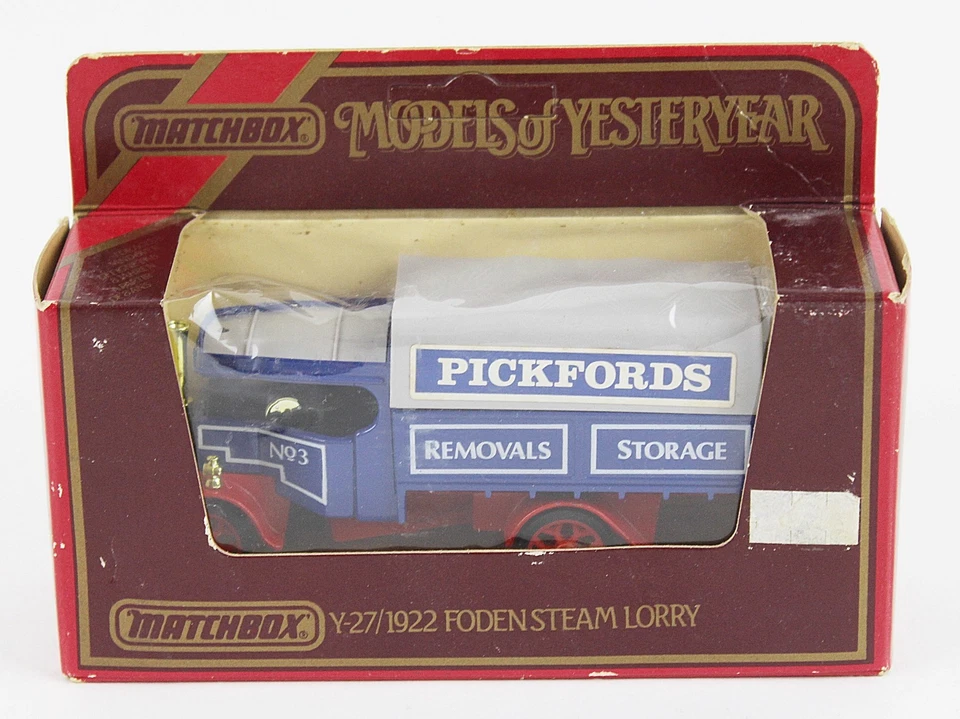 MATCHBOX® MODELS of YESTERYEAR
PICKFORDS
Nº3 REMOVALS STORAGE
MATCHBOX® Y-27/1922 FODEN STEAM LORRY